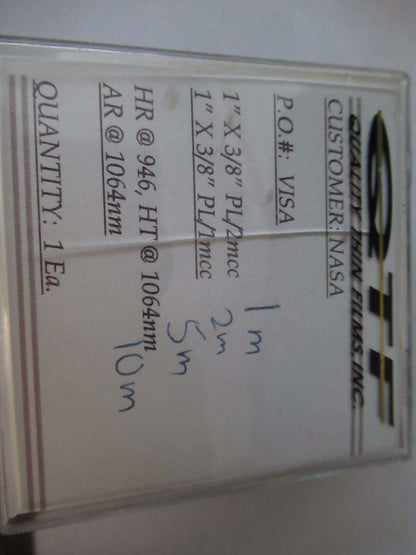 QTF
QUALITY THIN FILMS, INC.
CUSTOMER: NASA
P.O.#: VISA
1" X 3/8" PL/2mcc
1" X 3/8" PL/1mcc
HR @ 946, HT @ 1064nm
AR @ 1064nm
QUANTITY: 1 Ea.
1m
2m
5m
10m